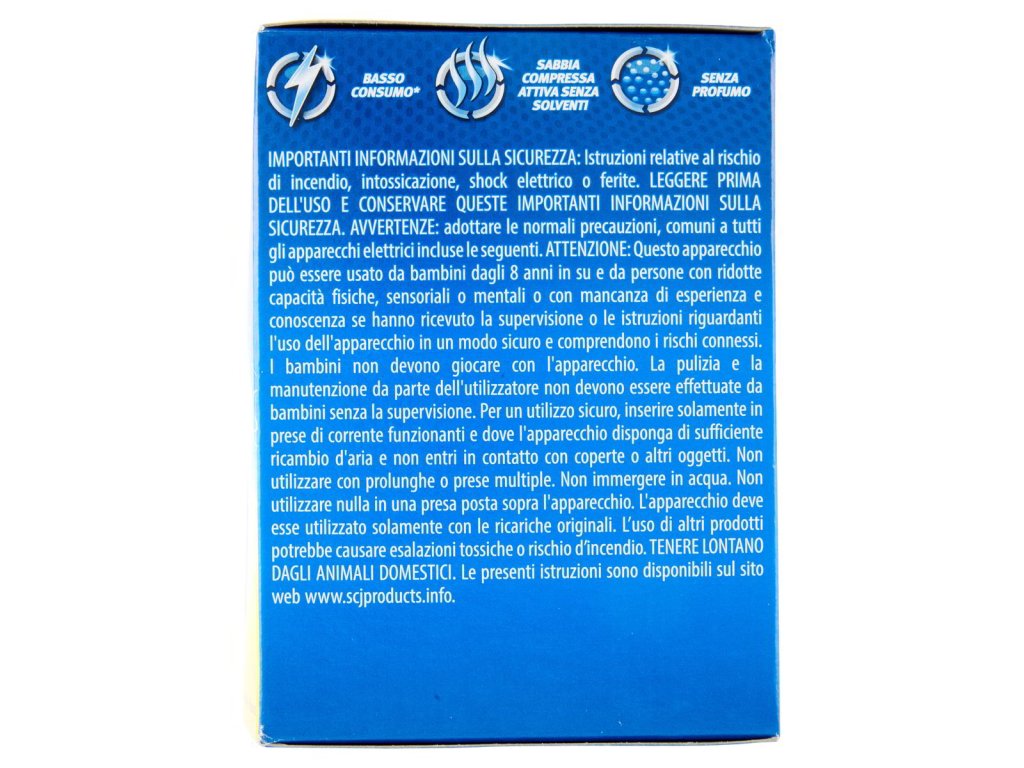 BASSO
CONSUMO*
SABBIA
COMPRESSA
ATTIVA SENZA
SOLVENTI
SENZA
PROFUMO
IMPORTANTI INFORMAZIONI SULLA SICUREZZA: Istruzioni relative al rischio
di incendio, intossicazione, shock elettrico o ferite. LEGGERE PRIMA
DELL'USO E CONSERVARE QUESTE IMPORTANTI INFORMAZIONI SULLA
SICUREZZA. AVVERTENZE: adottare le normali precauzioni, comuni a tutti
gli apparecchi elettrici incluse le seguenti. ATTENZIONE: Questo apparecchio
può essere usato da bambini dagli 8 anni in su e da persone con ridotte
capacità fisiche, sensoriali o mentali o con mancanza di esperienza e
conoscenza se hanno ricevuto la supervisione o le istruzioni riguardanti
l'uso dell'apparecchio in un modo sicuro e comprendono i rischi connessi.
I bambini non devono giocare con l'apparecchio. La pulizia e la
manutenzione da parte dell'utilizzatore non devono essere effettuate da
bambini senza la supervisione. Per un utilizzo sicuro, inserire solamente in
prese di corrente funzionanti e dove l'apparecchio disponga di sufficiente
ricambio d'aria e non entri in contatto con coperte o altri oggetti. Non
utilizzare con prolunghe o prese multiple. Non immergere in acqua. Non
utilizzare nulla in una presa posta sopra l'apparecchio. L'apparecchio deve
esse utilizzato solamente con le ricariche originali. L’uso di altri prodotti
potrebbe causare esalazioni tossiche o rischio d’incendio. TENERE LONTANO
DAGLI ANIMALI DOMESTICI. Le presenti istruzioni sono disponibili sul sito
web www.scjproducts.info.